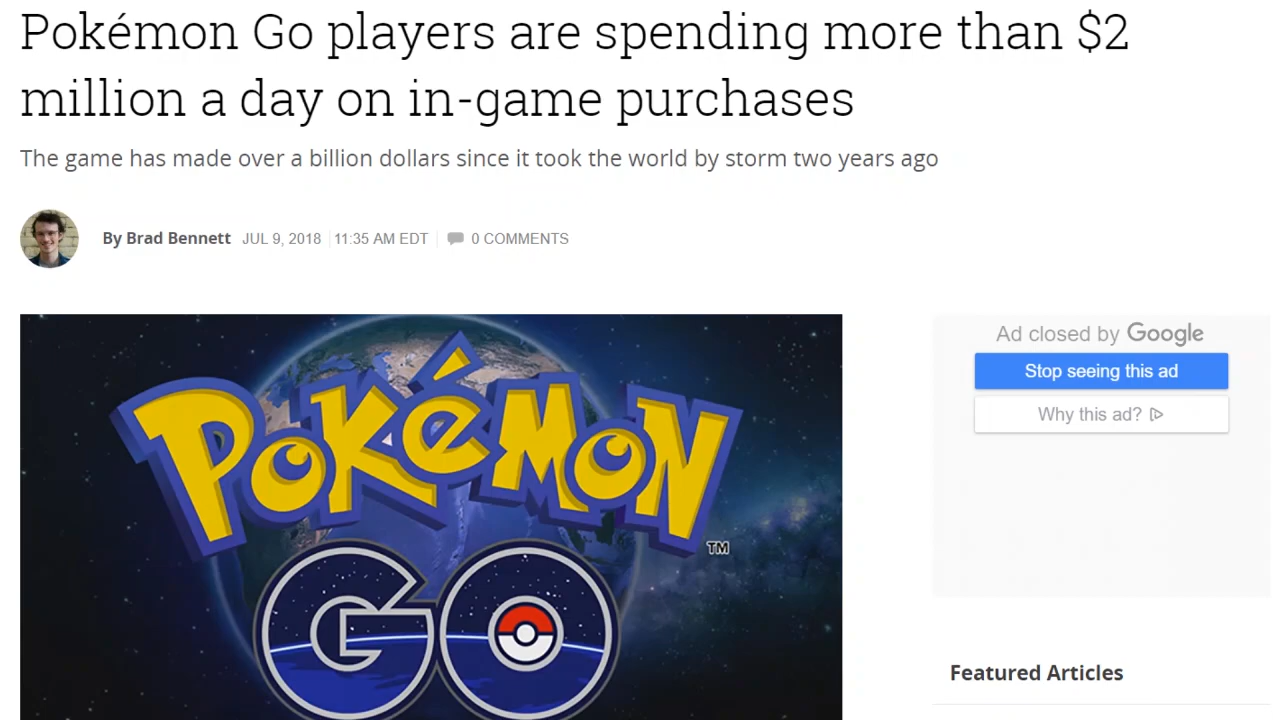 Pokémon Go players are spending more than $2
million a day on in-game purchases
The game has made over a billion dollars since it took the world by storm two years ago
By Brad Bennett JUL 9, 2018 11:35 AM EDT 0 COMMENTS
Ad closed by Google
Stop seeing this ad
Why this ad?
POKéMON
TM
GO
Featured Articles